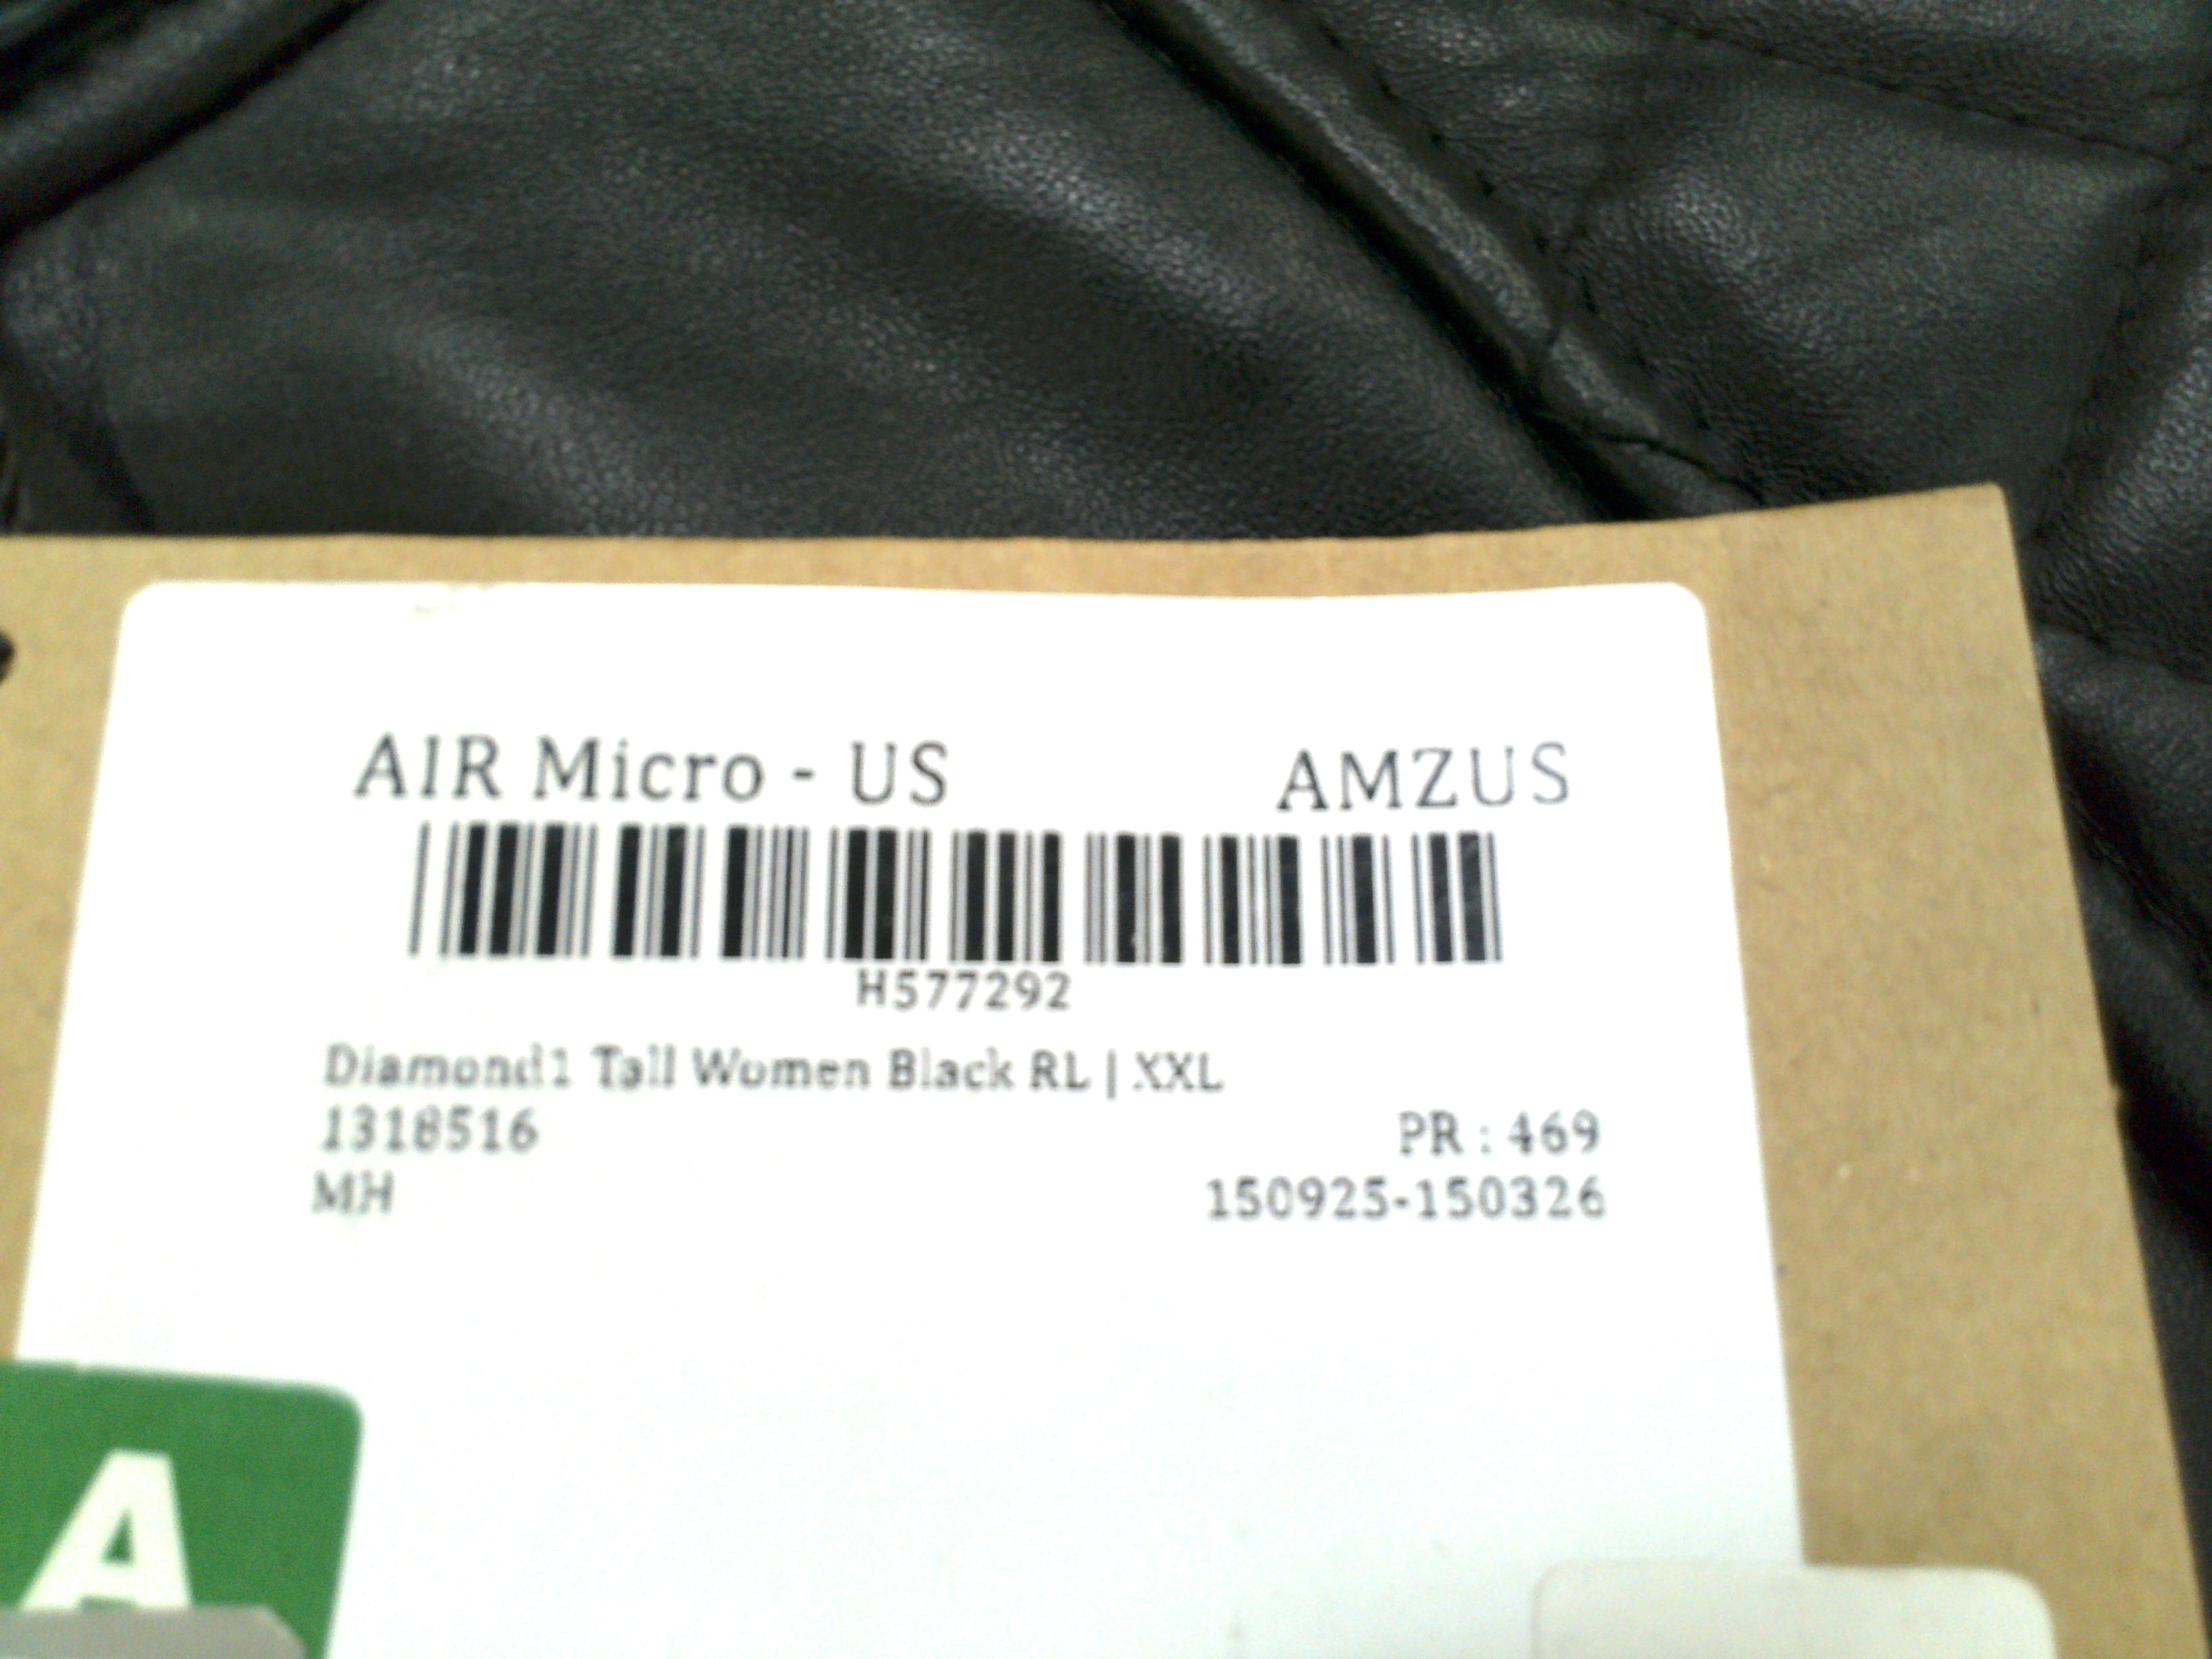 AIR Micro - US AMZUS
H577292
Diamond1 Tall Women Black RL | XXL
1318516 PR : 469
MH 150925-150326
A